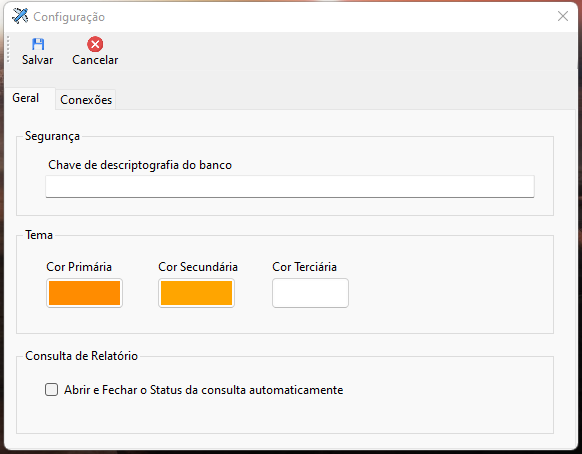 Configuração
Salvar
Cancelar
Geral
Conexões
Segurança
Chave de descriptografia do banco
Tema
Cor Primária
Cor Secundária
Cor Terciária
Consulta de Relatório
Abrir e Fechar o Status da consulta automaticamente